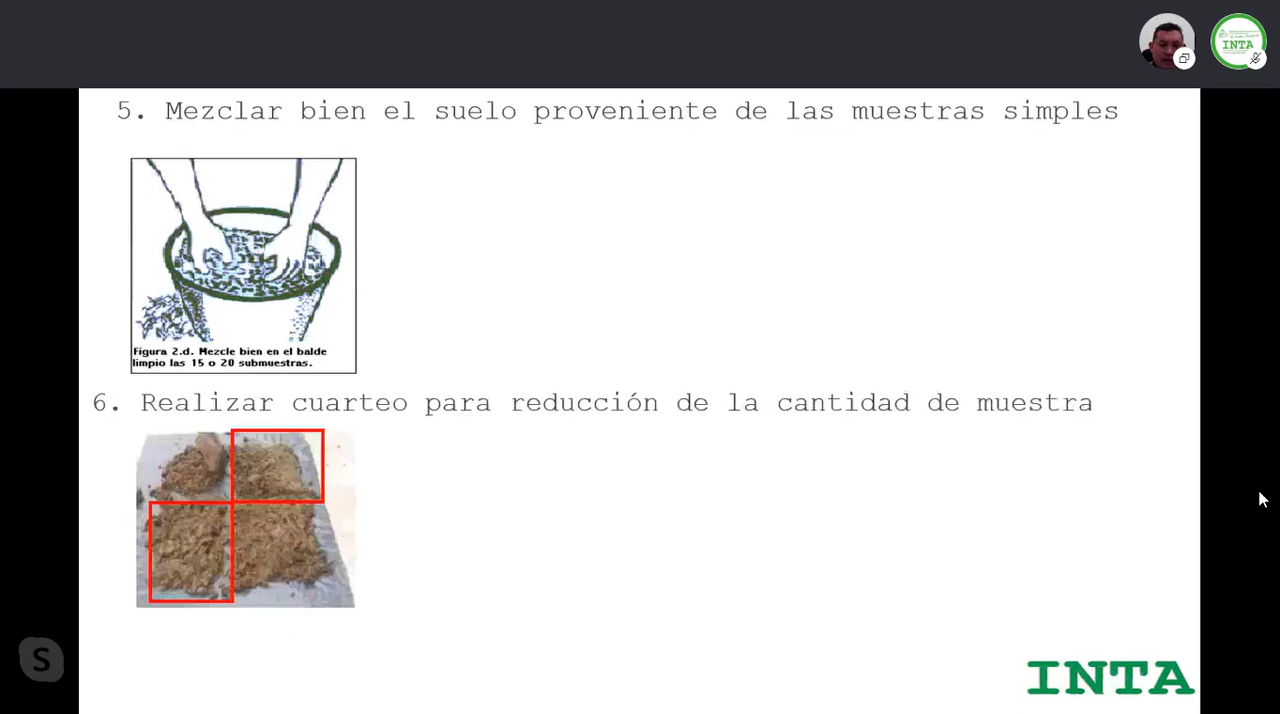 INTA
5. Mezclar bien el suelo proveniente de las muestras simples
Figura 2.d. Mezcle bien en el balde
limpio las 15 o 20 submuestras.
6. Realizar cuarteo para reducción de la cantidad de muestra
S
INTA